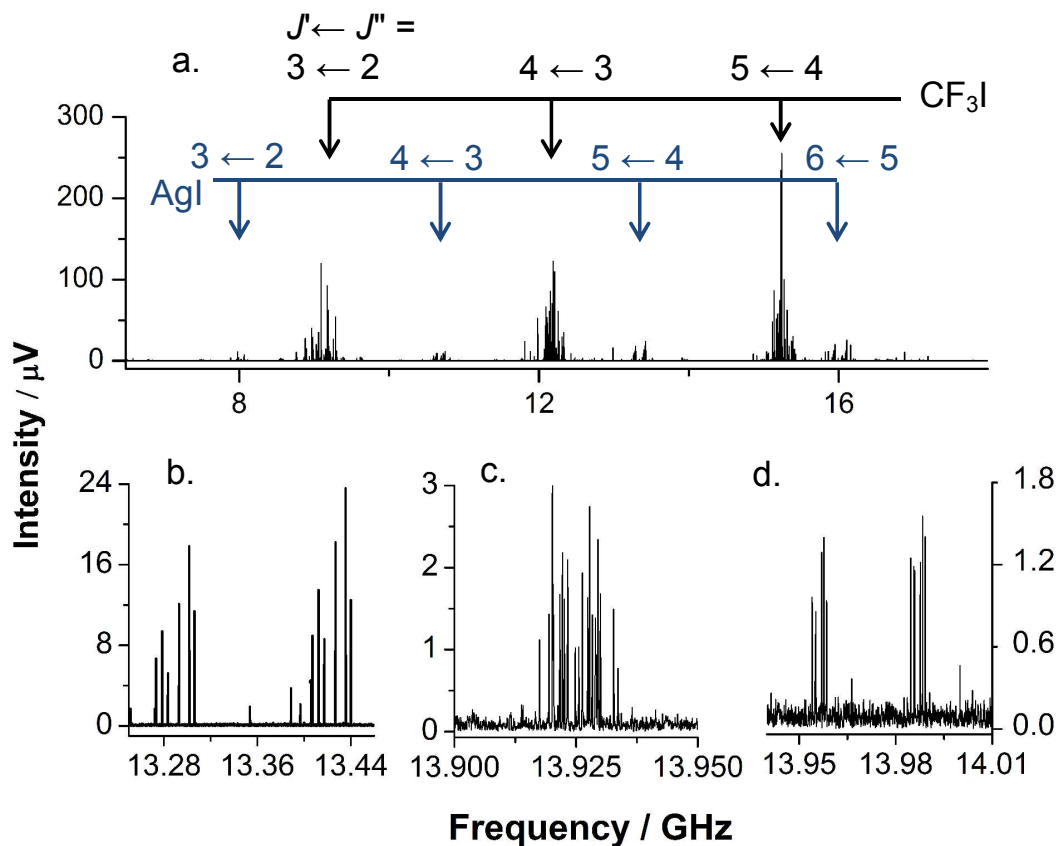 J'← J" =
a.
3 ← 2 4 ← 3 5 ← 4
CF₃I
300
3 ← 2 4 ← 3 5 ← 4 6 ← 5
AgI
200
100
0
8 12 16
Intensity / μV
b. c. d.
24 3 1.8
16 2 1.2
8 1 0.6
0 0 0.0
13.28 13.36 13.44 13.900 13.925 13.950 13.95 13.98 14.01
Frequency / GHz